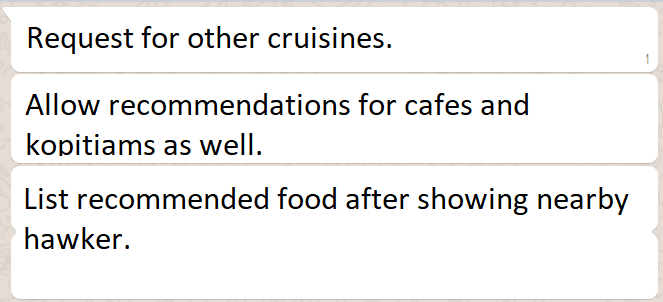 Request for other cruisines.
Allow recommendations for cafes and
kopitiams as well.
List recommended food after showing nearby
hawker.